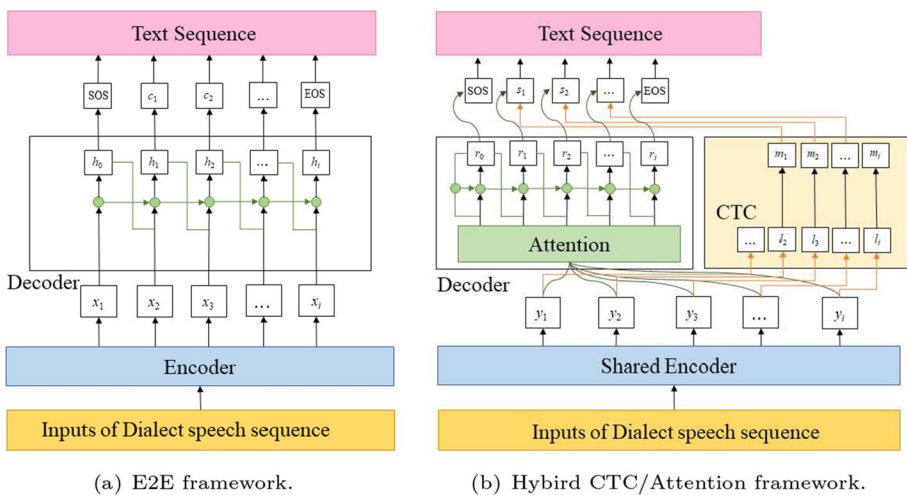 Text Sequence
SOS c₁ c₂ ... EOS
h₀ h₁ h₂ ... hᵢ
Decoder
x₁ x₂ x₃ ... xᵢ
Encoder
Inputs of Dialect speech sequence
(a) E2E framework.
Text Sequence
SOS s₁ s₂ ... EOS
r₀ r₁ r₂ ... rᵢ
m₁ m₂ ... mᵢ
CTC
... l₂ l₃ ... lᵢ
Attention
Decoder
y₁ y₂ y₃ ... yᵢ
Shared Encoder
Inputs of Dialect speech sequence
(b) Hybird CTC/Attention framework.